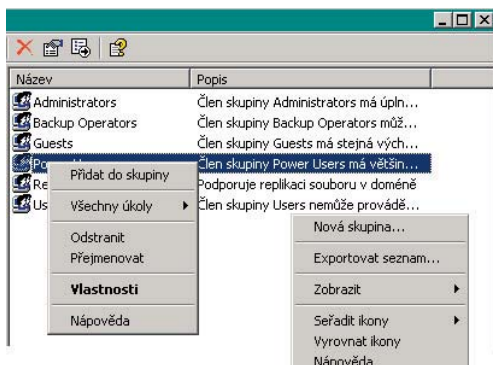 Název Popis
Administrators Člen skupiny Administrators má úpln...
Backup Operators Člen skupiny Backup Operators můž...
Guests Člen skupiny Guests má stejná vých...
Člen skupiny Power Users má většin...
Podporuje replikaci souboru v doméně
Člen skupiny Users nemůže provádě...
Přidat do skupiny
Všechny úkoly
Odstranit
Přejmenovat
Vlastnosti
Nápověda
Nová skupina...
Exportovat seznam...
Zobrazit
Seřadit ikony
Vyrovnat ikony
Nápověda